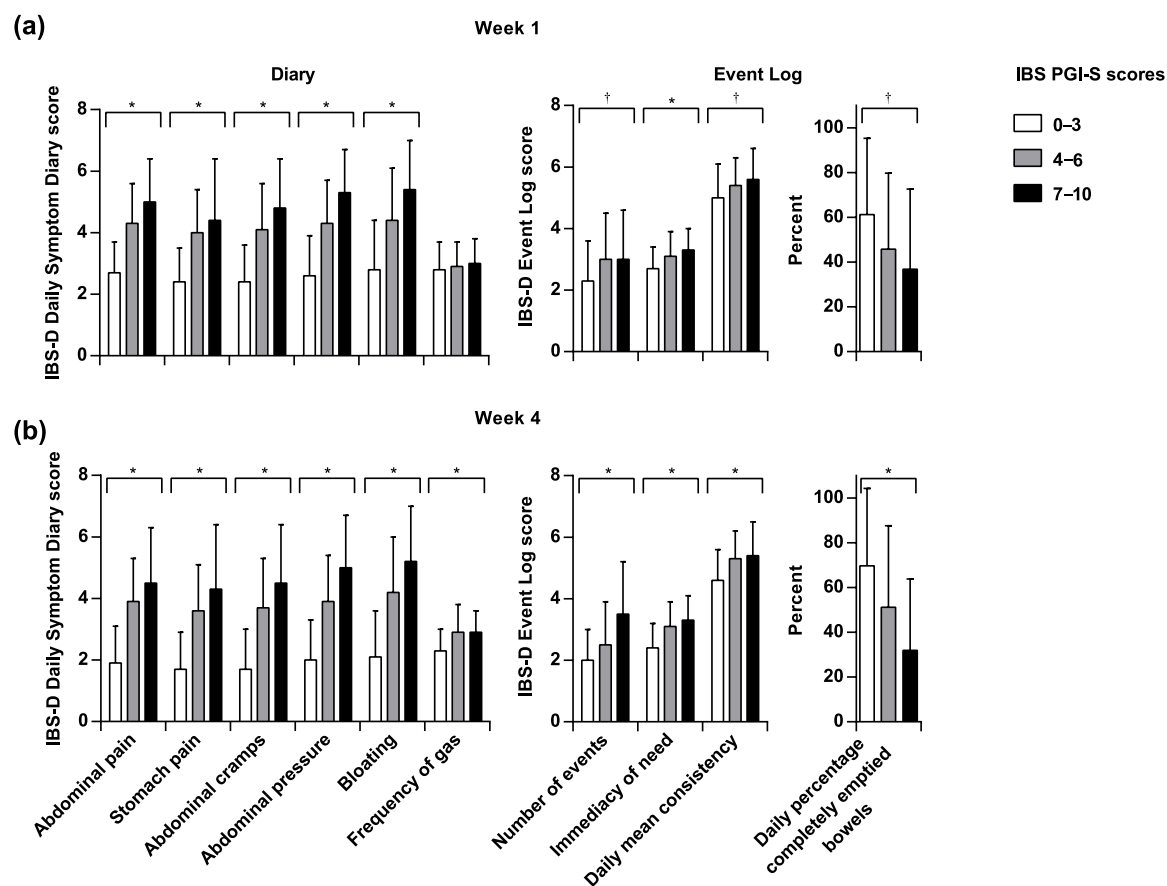 (a)
Week 1
Diary
Event Log
IBS PGI-S scores
0–3
4–6
7–10
IBS-D Daily Symptom Diary score
8
6
4
2
0
* * * * *
IBS-D Event Log score
8
6
4
2
0
† * †
Percent
100
80
60
40
20
0
†
(b)
Week 4
IBS-D Daily Symptom Diary score
8
6
4
2
0
* * * * * *
Abdominal pain
Stomach pain
Abdominal cramps
Abdominal pressure
Bloating
Frequency of gas
IBS-D Event Log score
8
6
4
2
0
* * *
Number of events
Immediacy of need
Daily mean consistency
Percent
100
80
60
40
20
0
*
Daily percentage
completely emptied
bowels